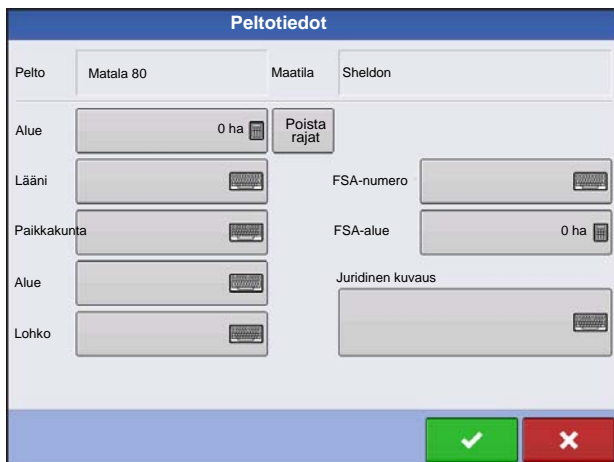 Peltotiedot
Pelto Matala 80 Maatila Sheldon
Alue 0 ha Poista
rajat
Lääni FSA-numero
Paikkakunta FSA-alue 0 ha
Alue Juridinen kuvaus
Lohko